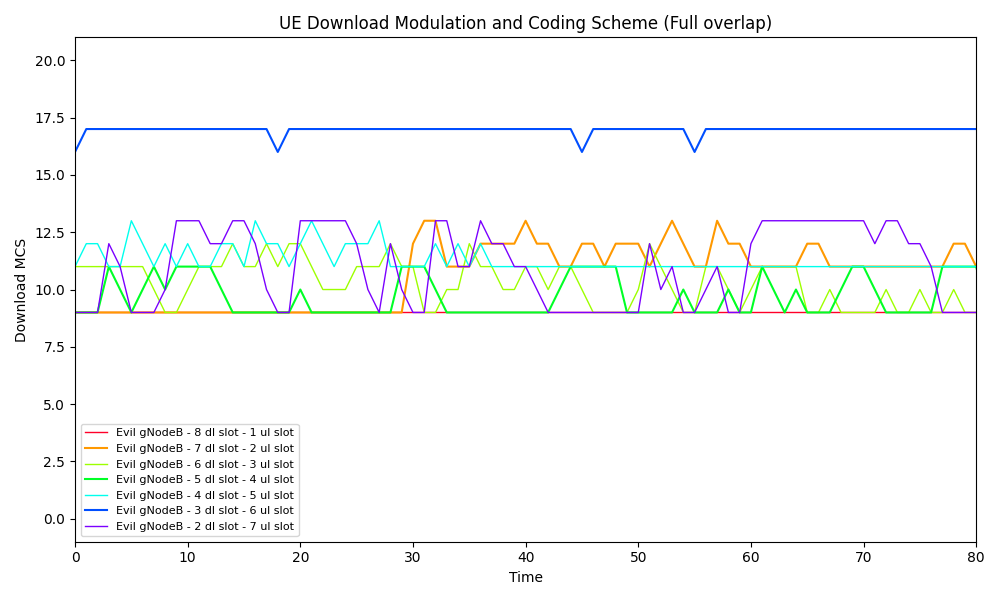 UE Download Modulation and Coding Scheme (Full overlap)
Download MCS
20.0
17.5
15.0
12.5
10.0
7.5
5.0
2.5
0.0
Evil gNodeB - 8 dl slot - 1 ul slot
Evil gNodeB - 7 dl slot - 2 ul slot
Evil gNodeB - 6 dl slot - 3 ul slot
Evil gNodeB - 5 dl slot - 4 ul slot
Evil gNodeB - 4 dl slot - 5 ul slot
Evil gNodeB - 3 dl slot - 6 ul slot
Evil gNodeB - 2 dl slot - 7 ul slot
0 10 20 30 40 50 60 70 80
Time